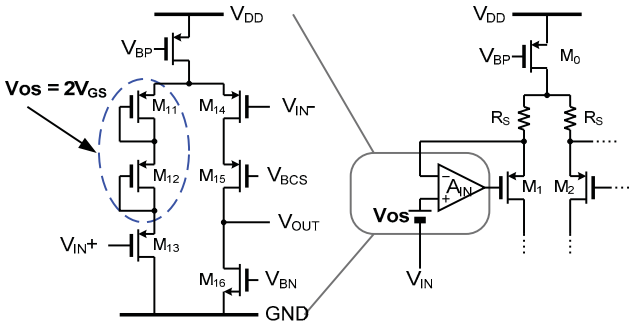 VDD
VBP
Vos = 2VGS
M11
M14
VIN-
M12
M15
VBCS
VOUT
VIN+
M13
M16
VBN
GND
VDD
VBP
M0
RS
RS
−
AIN
+
M1
M2
Vos
VIN